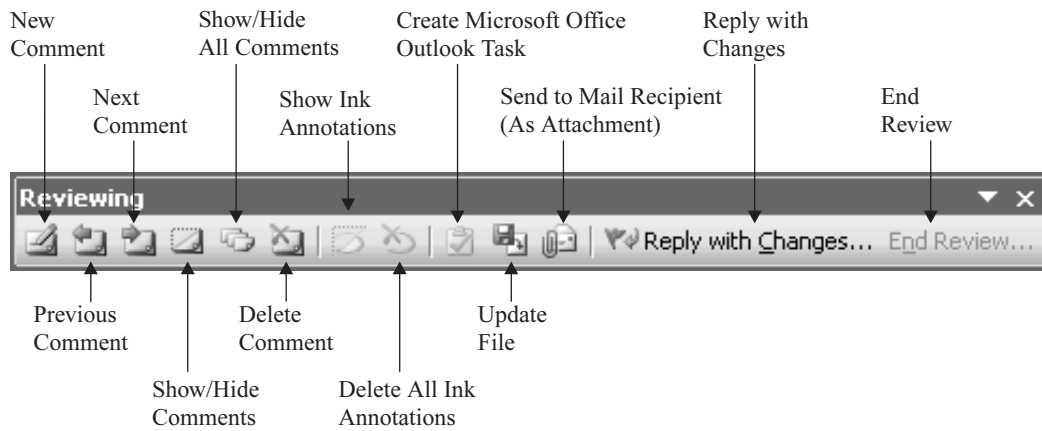 New
Comment
Show/Hide
All Comments
Create Microsoft Office
Outlook Task
Reply with
Changes
Next
Comment
Show Ink
Annotations
Send to Mail Recipient
(As Attachment)
End
Review
Reviewing
Reply with Changes... End Review...
Previous
Comment
Delete
Comment
Update
File
Show/Hide
Comments
Delete All Ink
Annotations